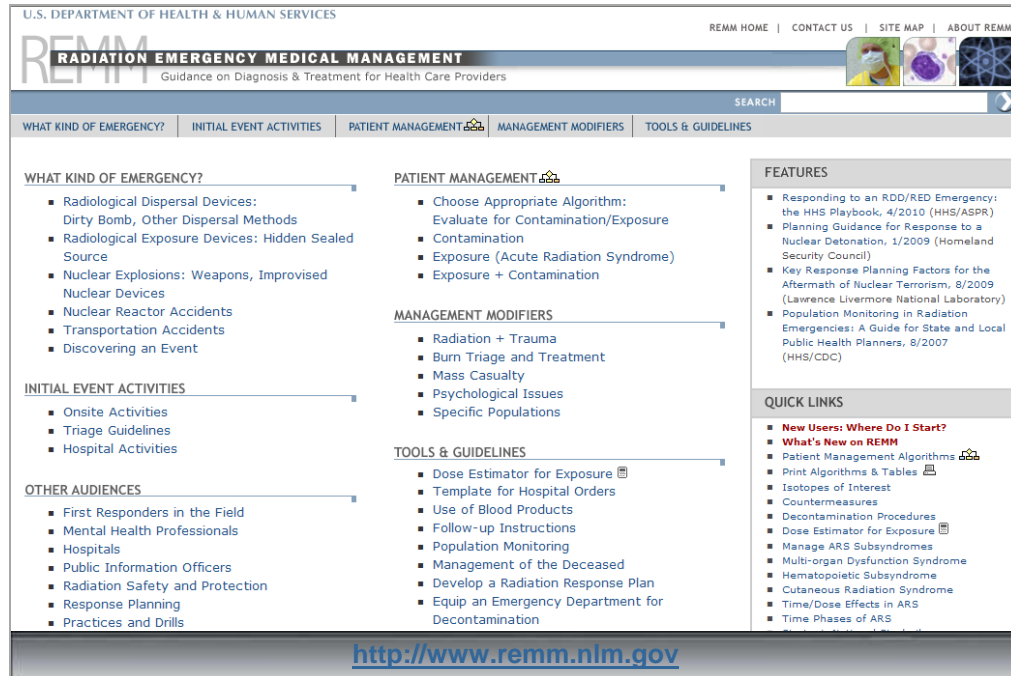 U.S. DEPARTMENT OF HEALTH & HUMAN SERVICES
REMM HOME | CONTACT US | SITE MAP | ABOUT REMM
REMM
RADIATION EMERGENCY MEDICAL MANAGEMENT
Guidance on Diagnosis & Treatment for Health Care Providers
SEARCH
WHAT KIND OF EMERGENCY? | INITIAL EVENT ACTIVITIES | PATIENT MANAGEMENT | MANAGEMENT MODIFIERS | TOOLS & GUIDELINES
WHAT KIND OF EMERGENCY?
Radiological Dispersal Devices:
Dirty Bomb, Other Dispersal Methods
Radiological Exposure Devices: Hidden Sealed
Source
Nuclear Explosions: Weapons, Improvised
Nuclear Devices
Nuclear Reactor Accidents
Transportation Accidents
Discovering an Event
INITIAL EVENT ACTIVITIES
Onsite Activities
Triage Guidelines
Hospital Activities
OTHER AUDIENCES
First Responders in the Field
Mental Health Professionals
Hospitals
Public Information Officers
Radiation Safety and Protection
Response Planning
Practices and Drills
PATIENT MANAGEMENT
Choose Appropriate Algorithm:
Evaluate for Contamination/Exposure
Contamination
Exposure (Acute Radiation Syndrome)
Exposure + Contamination
MANAGEMENT MODIFIERS
Radiation + Trauma
Burn Triage and Treatment
Mass Casualty
Psychological Issues
Specific Populations
TOOLS & GUIDELINES
Dose Estimator for Exposure
Template for Hospital Orders
Use of Blood Products
Follow-up Instructions
Population Monitoring
Management of the Deceased
Develop a Radiation Response Plan
Equip an Emergency Department for
Decontamination
FEATURES
Responding to an RDD/RED Emergency:
the HHS Playbook, 4/2010 (HHS/ASPR)
Planning Guidance for Response to a
Nuclear Detonation, 1/2009 (Homeland
Security Council)
Key Response Planning Factors for the
Aftermath of Nuclear Terrorism, 8/2009
(Lawrence Livermore National Laboratory)
Population Monitoring in Radiation
Emergencies: A Guide for State and Local
Public Health Planners, 8/2007
(HHS/CDC)
QUICK LINKS
New Users: Where Do I Start?
What's New on REMM
Patient Management Algorithms
Print Algorithms & Tables
Isotopes of Interest
Countermeasures
Decontamination Procedures
Dose Estimator for Exposure
Manage ARS Subsyndromes
Multi-organ Dysfunction Syndrome
Hematopoietic Subsyndrome
Cutaneous Radiation Syndrome
Time/Dose Effects in ARS
Time Phases of ARS
http://www.remm.nlm.gov